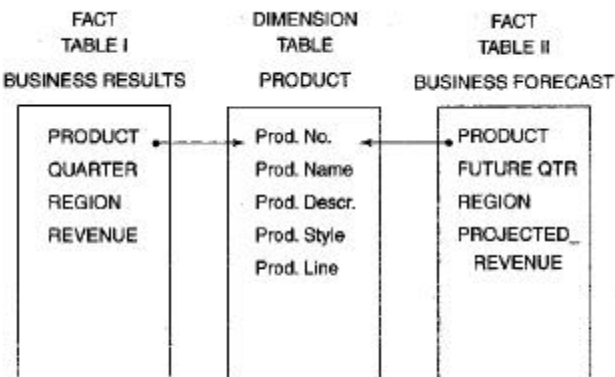 FACT
TABLE I
BUSINESS RESULTS
PRODUCT
QUARTER
REGION
REVENUE
DIMENSION
TABLE
PRODUCT
Prod. No.
Prod. Name
Prod. Descr.
Prod. Style
Prod. Line
FACT
TABLE II
BUSINESS FORECAST
PRODUCT
FUTURE QTR
REGION
PROJECTED_
REVENUE